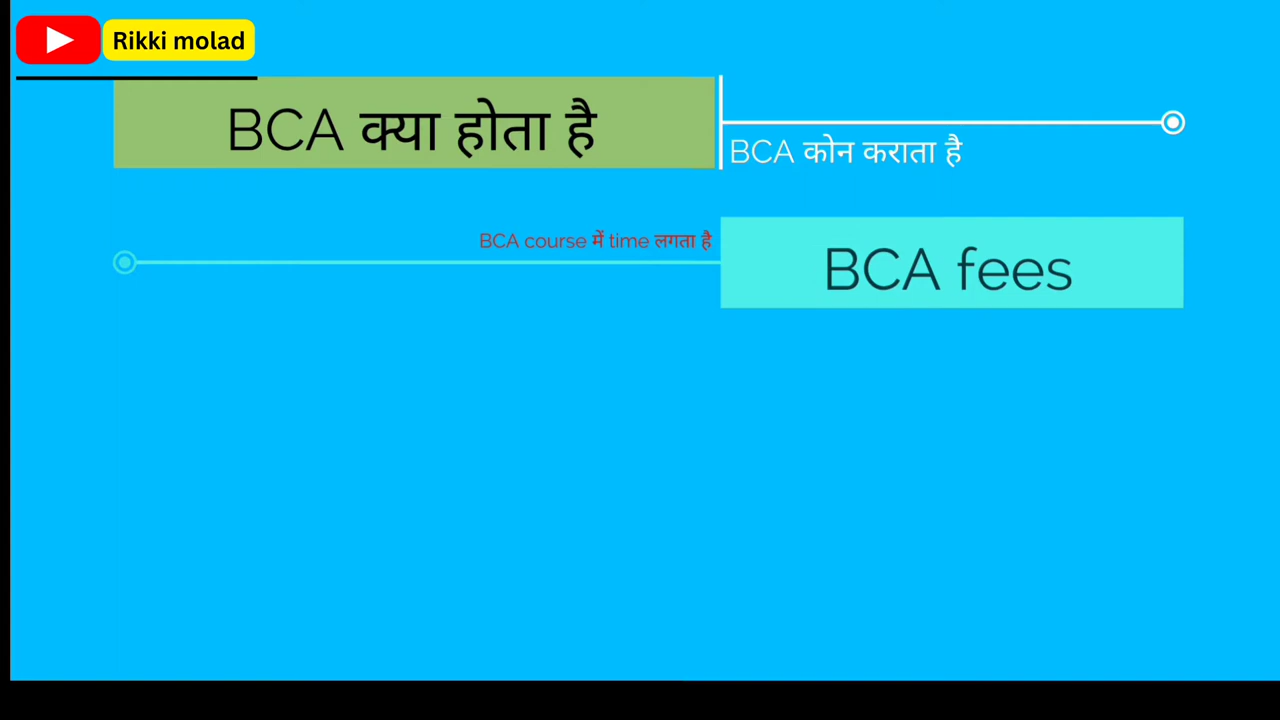 Rikki molad
BCA क्या होता है
BCA कोन कराता है
BCA course में time लगता है
BCA fees